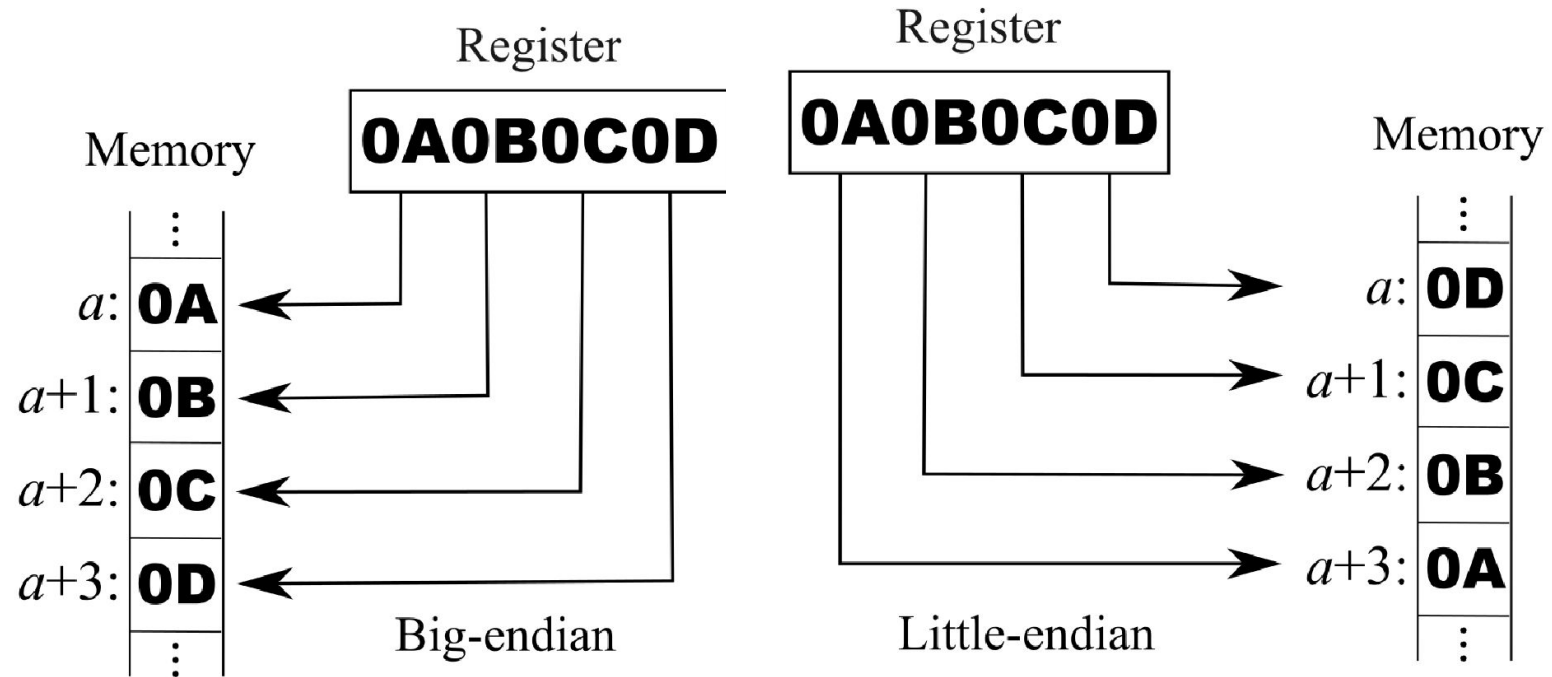 Register
0A0B0C0D
Memory
⋮
a: 0A
a+1: 0B
a+2: 0C
a+3: 0D
⋮
Big-endian
Register
0A0B0C0D
Memory
⋮
a: 0D
a+1: 0C
a+2: 0B
a+3: 0A
⋮
Little-endian